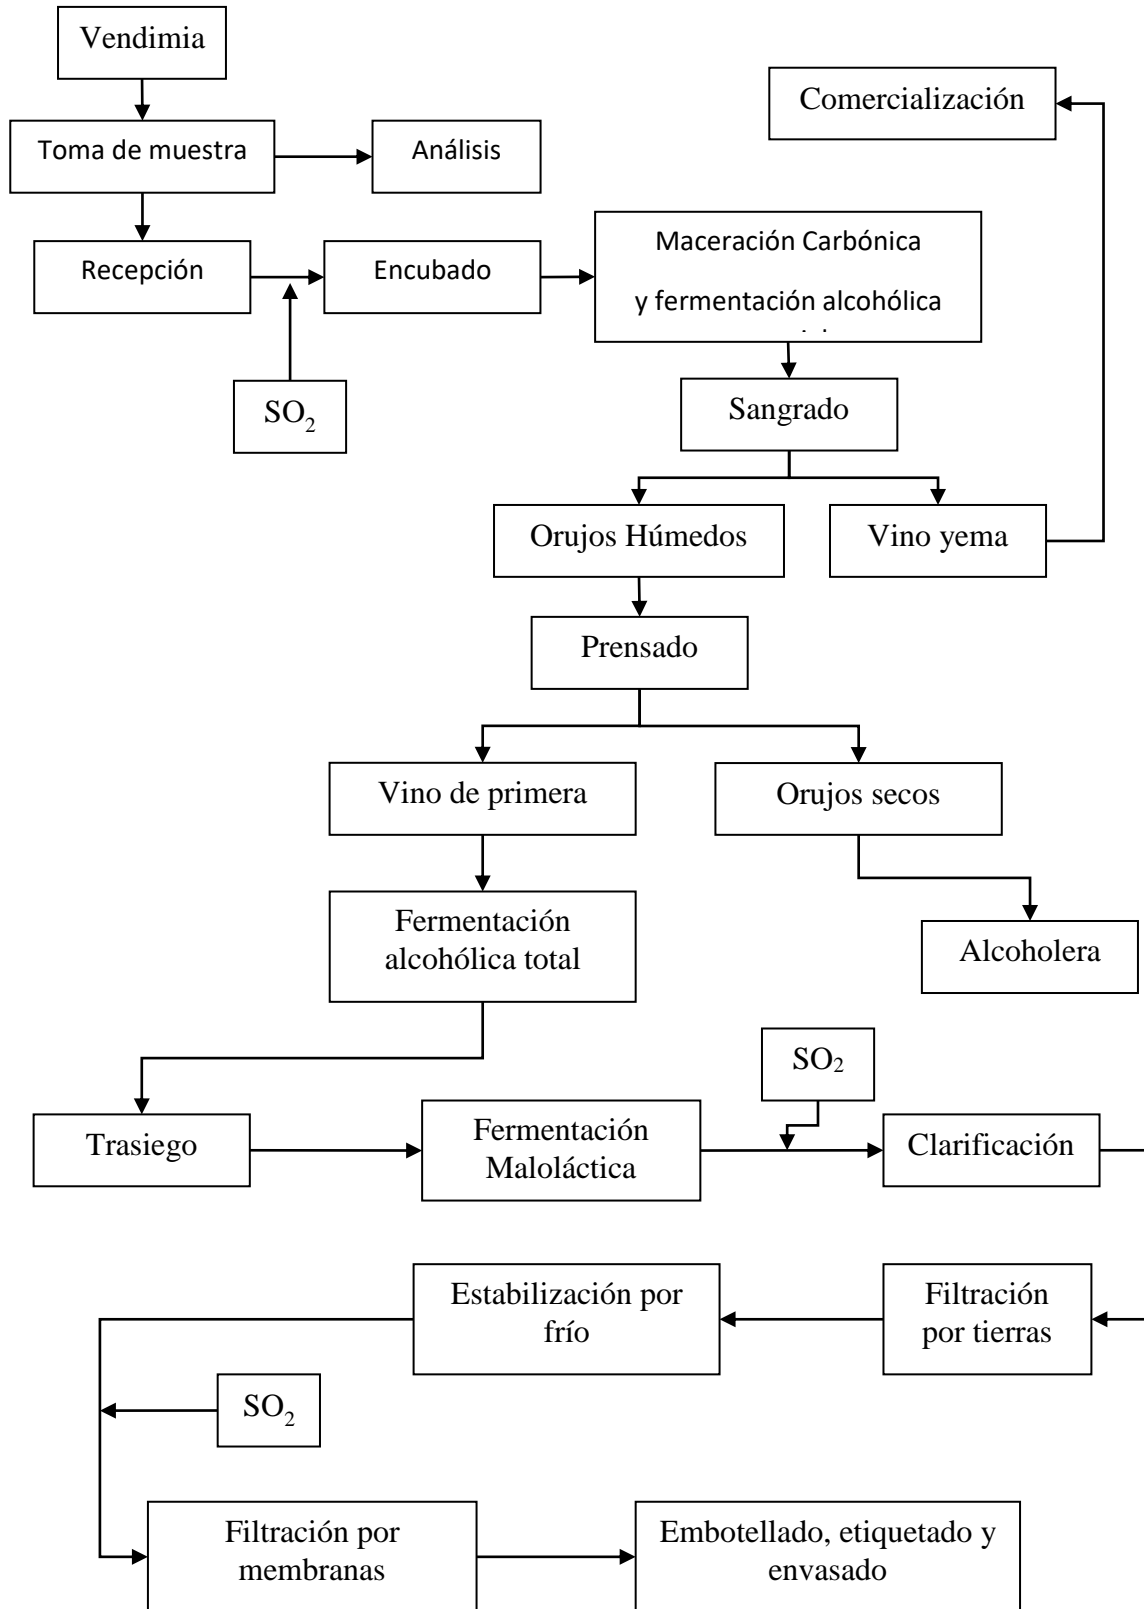 Vendimia
Comercialización
Toma de muestra
Análisis
Recepción
Encubado
Maceración Carbónica
y fermentación alcohólica
SO₂
Sangrado
Orujos Húmedos
Vino yema
Prensado
Vino de primera
Orujos secos
Fermentación
alcohólica total
Alcoholera
SO₂
Trasiego
Fermentación
Maloláctica
Clarificación
Estabilización por
frío
Filtración
por tierras
SO₂
Filtración por
membranas
Embotellado, etiquetado y
envasado